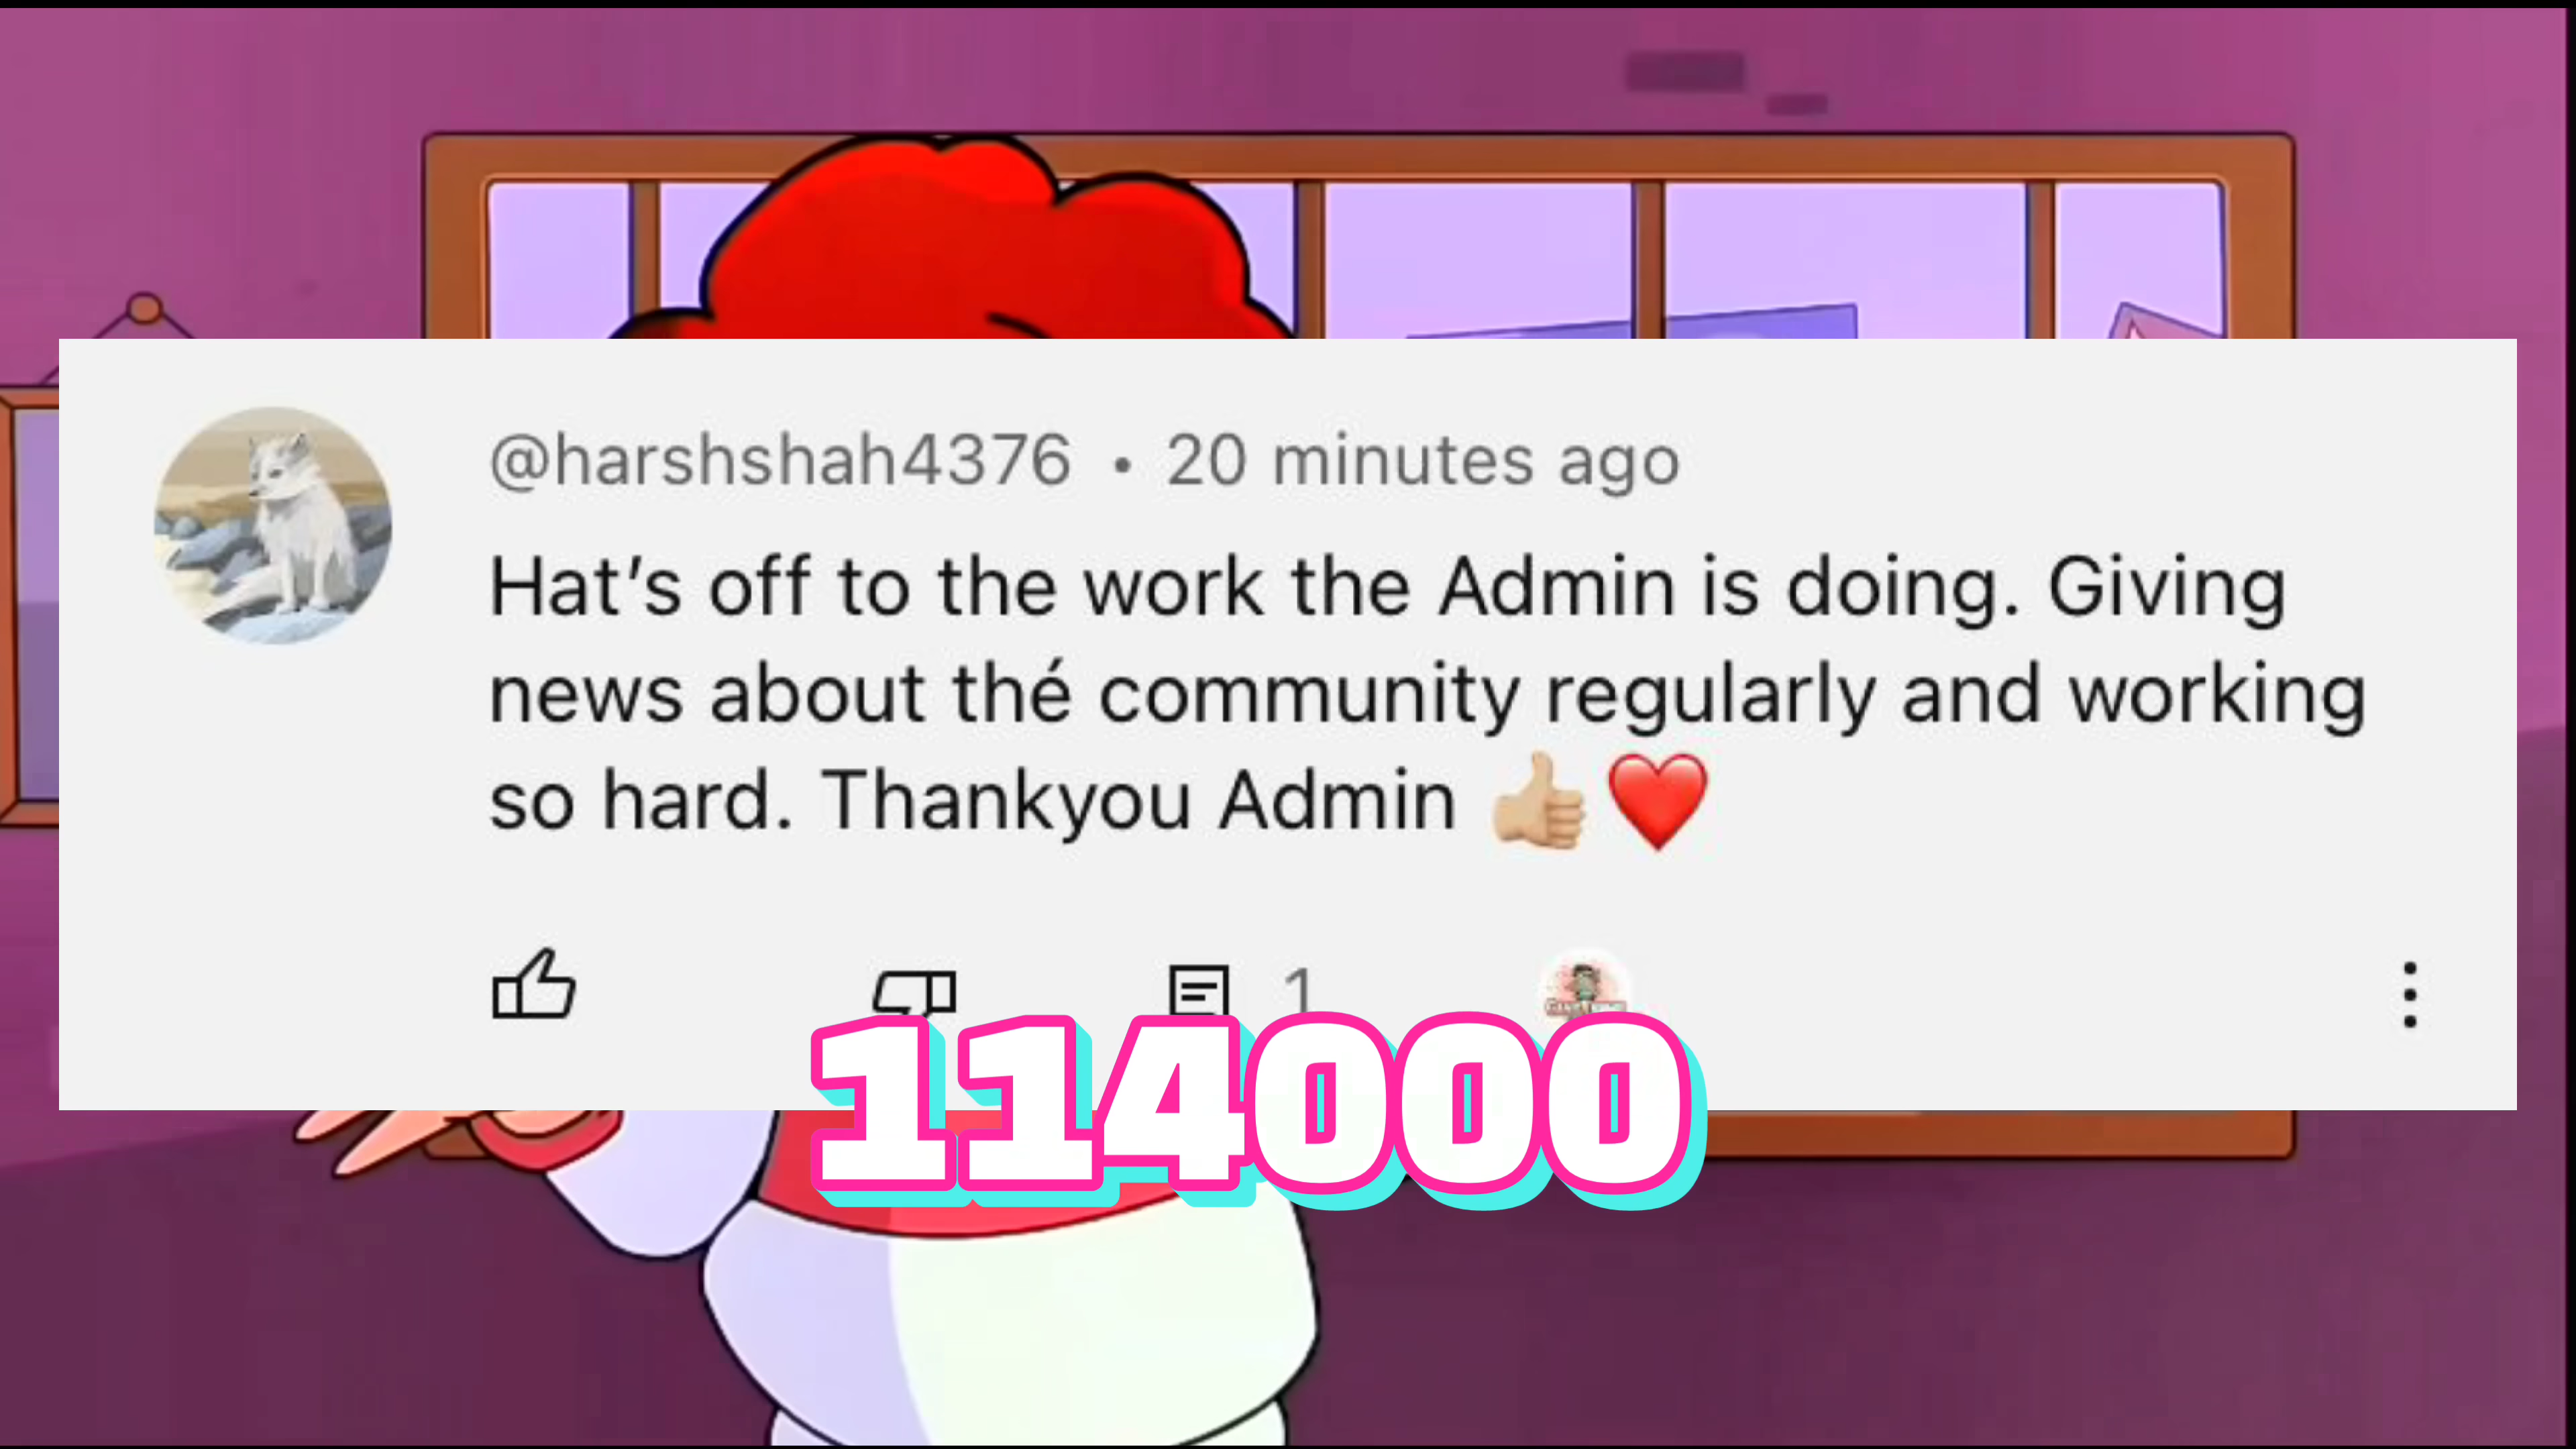 @harshshah4376 • 20 minutes ago
Hat’s off to the work the Admin is doing. Giving
news about thé community regularly and working
so hard. Thankyou Admin 👍🏼❤️
1
114000